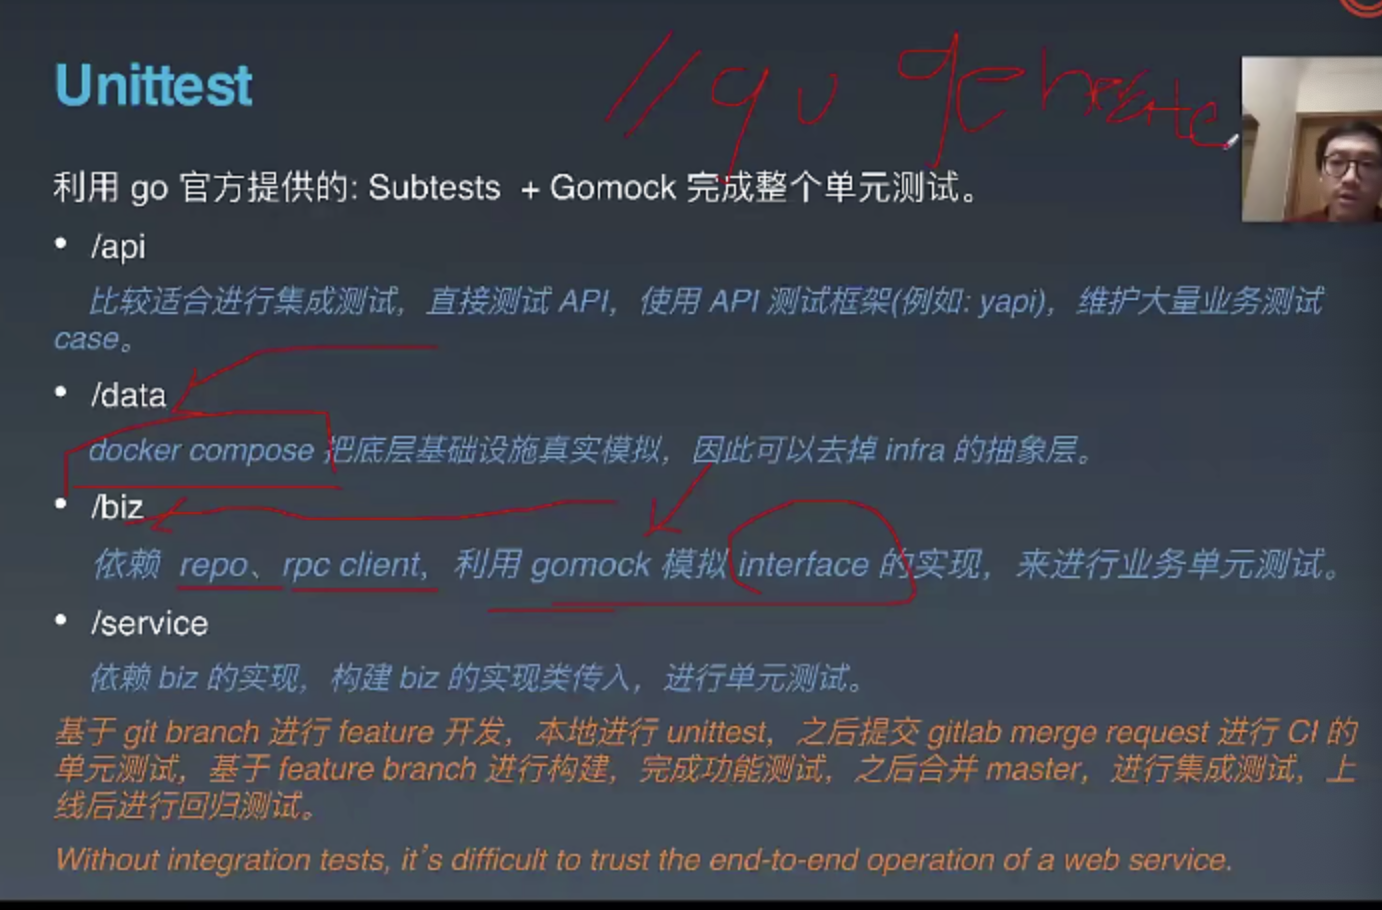 Unittest
//go generate
利用 go 官方提供的: Subtests + Gomock 完成整个单元测试。
• /api
比较适合进行集成测试，直接测试 API，使用 API 测试框架(例如: yapi)，维护大量业务测试
case。
• /data
docker compose 把底层基础设施真实模拟，因此可以去掉 infra 的抽象层。
• /biz
依赖 repo、rpc client，利用 gomock 模拟 interface 的实现，来进行业务单元测试。
• /service
依赖 biz 的实现，构建 biz 的实现类传入，进行单元测试。
基于 git branch 进行 feature 开发，本地进行 unittest，之后提交 gitlab merge request 进行 CI 的
单元测试，基于 feature branch 进行构建，完成功能测试，之后合并 master，进行集成测试，上
线后进行回归测试。
Without integration tests, it's difficult to trust the end-to-end operation of a web service.